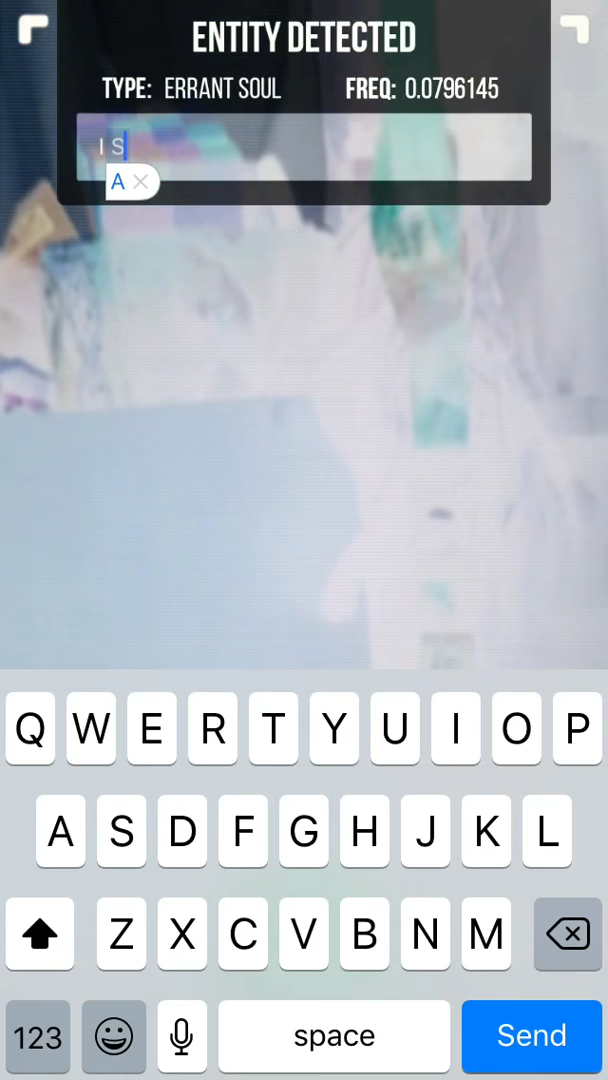 ENTITY DETECTED
TYPE: ERRANT SOUL FREQ: 0.0796145
I S
A ×
Q W E R T Y U I O P
A S D F G H J K L
Z X C V B N M
123 space Send